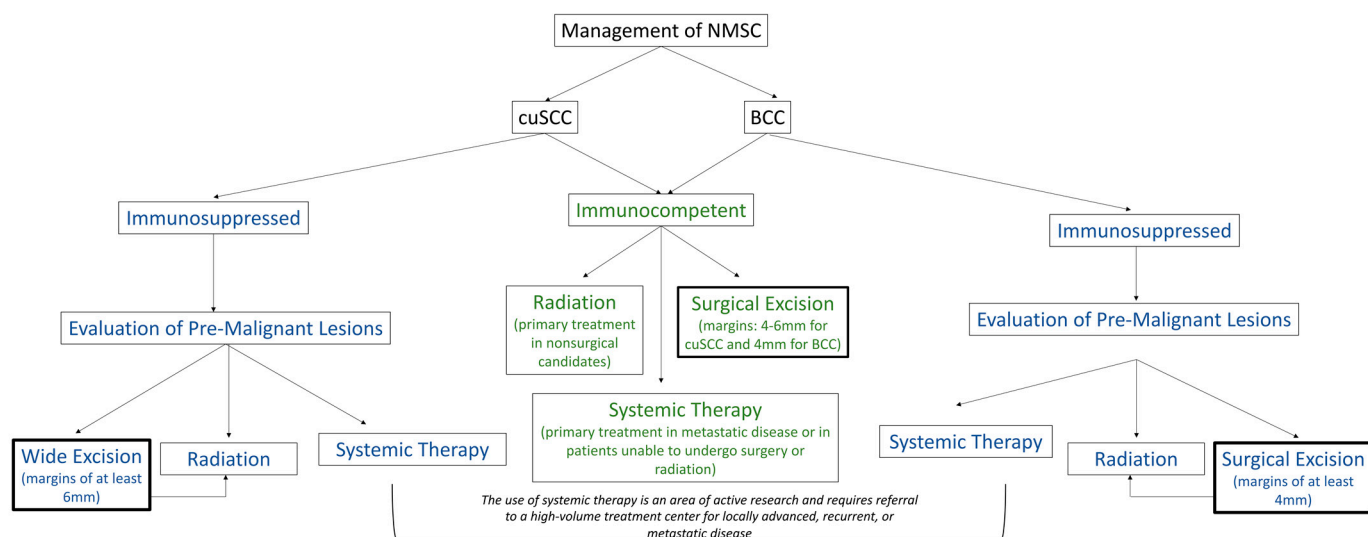 Management of NMSC
cuSCC
BCC
Immunosuppressed
Immunocompetent
Immunosuppressed
Evaluation of Pre-Malignant Lesions
Radiation
(primary treatment
in nonsurgical
candidates)
Surgical Excision
(margins: 4-6mm for
cuSCC and 4mm for BCC)
Evaluation of Pre-Malignant Lesions
Wide Excision
(margins of at least
6mm)
Radiation
Systemic Therapy
Systemic Therapy
(primary treatment in metastatic disease or in
patients unable to undergo surgery or
radiation)
Systemic Therapy
Radiation
Surgical Excision
(margins of at least
4mm)
The use of systemic therapy is an area of active research and requires referral
to a high-volume treatment center for locally advanced, recurrent, or
metastatic disease